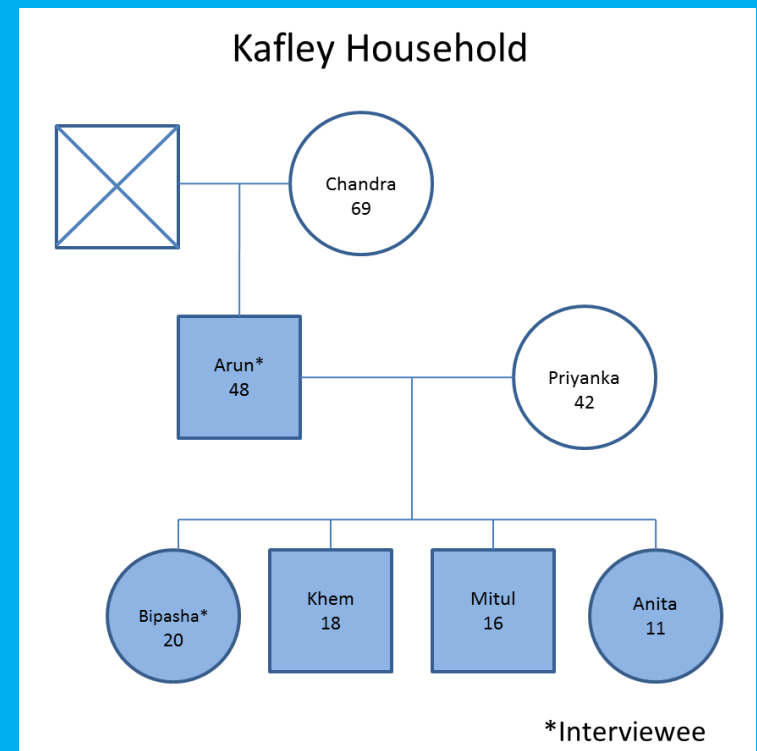 Kafley Household
Chandra
69
Arun*
48
Priyanka
42
Bipasha*
20
Khem
18
Mitul
16
Anita
11
*Interviewee